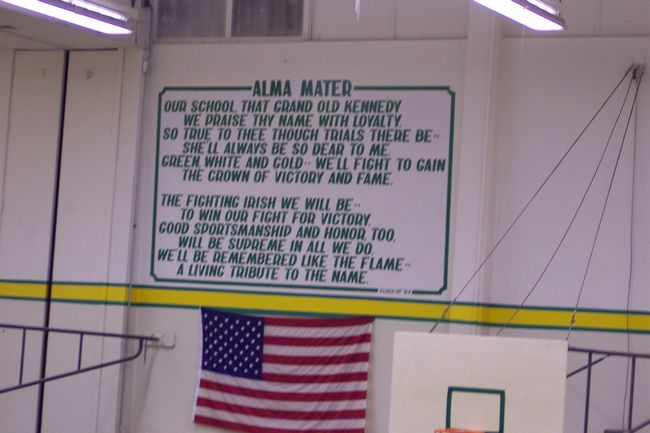 ALMA MATER
OUR SCHOOL, THAT GRAND OLD KENNEDY
WE PRAISE THY NAME WITH LOYALTY,
SO TRUE TO THEE THOUGH TRIALS THERE BE--
SHE'LL ALWAYS BE SO DEAR TO ME.
GREEN WHITE AND GOLD-- WE'LL FIGHT TO GAIN
THE CROWN OF VICTORY AND FAME.
THE FIGHTING IRISH WE WILL BE--
TO WIN OUR FIGHT FOR VICTORY,
GOOD SPORTSMANSHIP AND HONOR, TOO,
WILL BE SUPREME IN ALL WE DO,
WE'LL BE REMEMBERED LIKE THE FLAME--
A LIVING TRIBUTE TO THE NAME.
CLASS OF